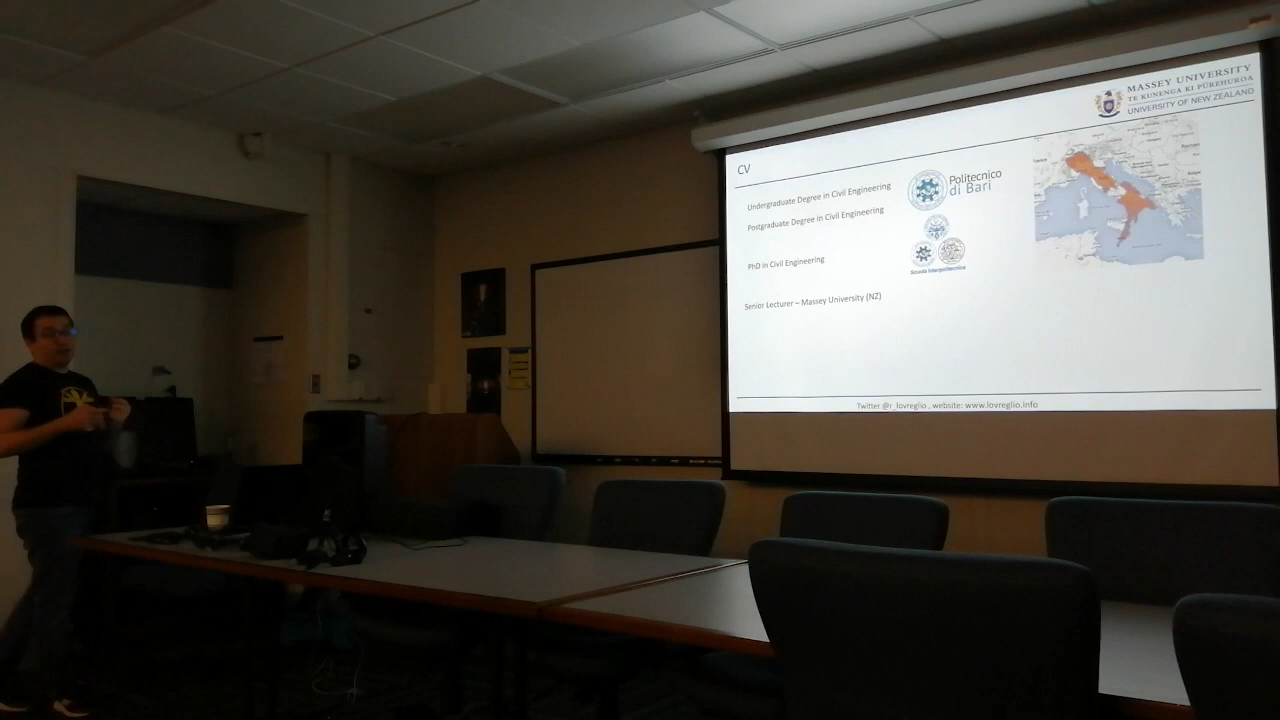 MASSEY UNIVERSITY
TE KUNENGA KI PŪREHUROA
UNIVERSITY OF NEW ZEALAND
CV
Undergraduate Degree in Civil Engineering
Politecnico
di Bari
Postgraduate Degree in Civil Engineering
PhD in Civil Engineering
Scuola Interpolitecnica
Senior Lecturer – Massey University (NZ)
Twitter @r_lovreglio , website: www.lovreglio.info